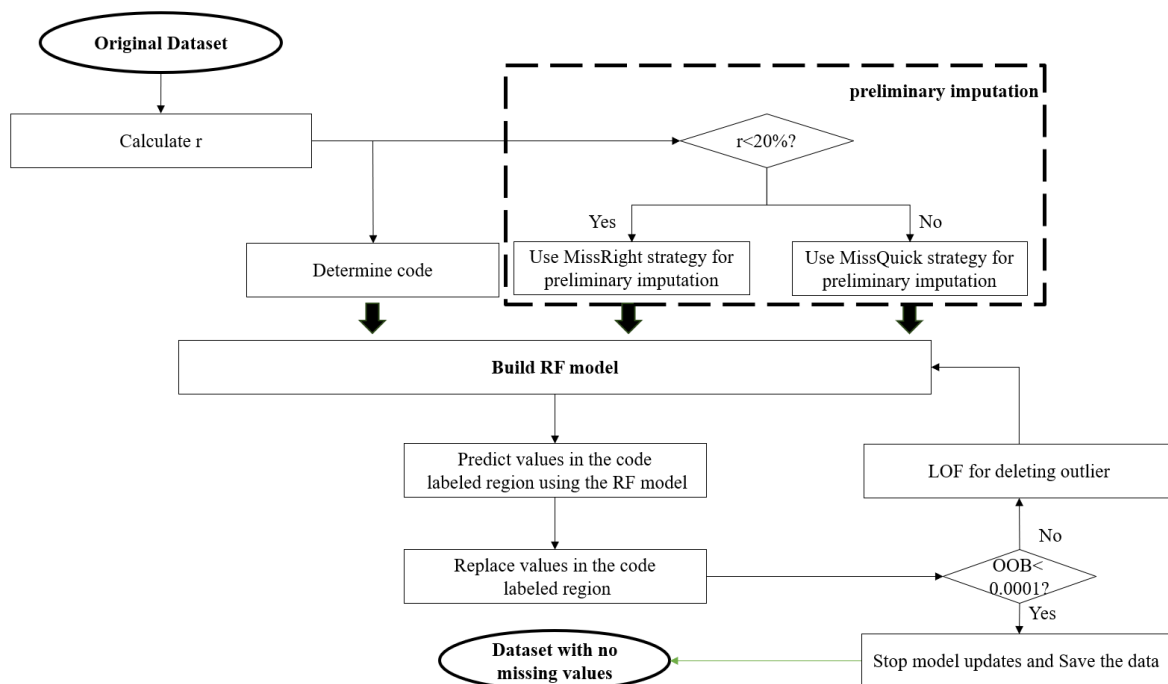 Original Dataset
preliminary imputation
Calculate r
r<20%?
Yes
No
Determine code
Use MissRight strategy for
preliminary imputation
Use MissQuick strategy for
preliminary imputation
Build RF model
Predict values in the code
labeled region using the RF model
LOF for deleting outlier
No
Replace values in the code
labeled region
OOB<
0.0001?
Yes
Dataset with no
missing values
Stop model updates and Save the data